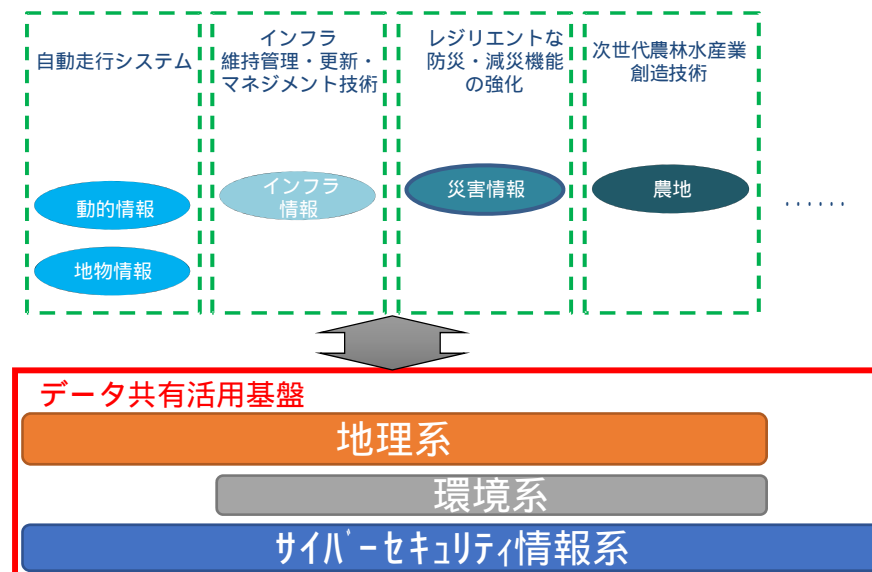 自動走行システム
インフラ
維持管理・更新・
マネジメント技術
レジリエントな
防災・減災機能
の強化
次世代農林水産業
創造技術
動的情報
地物情報
インフラ
情報
災害情報
農地
......
データ共有活用基盤
地理系
環境系
ｻｲﾊﾞｰｾｷｭﾘﾃｨ情報系